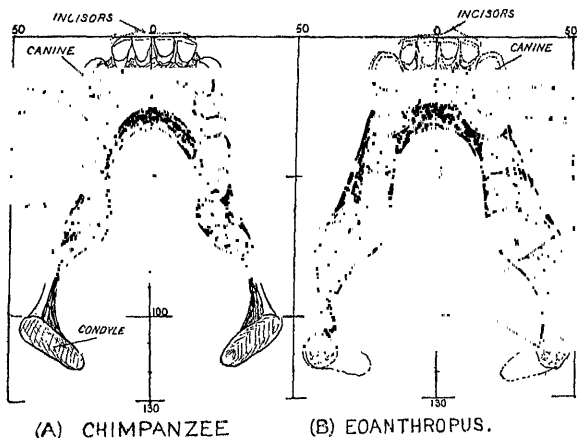 INCISORS
50 0 50 0 50
CANINE
INCISORS
CANINE
100
CONDYLE
130
130
(A) CHIMPANZEE
(B) EOANTHROPUS.